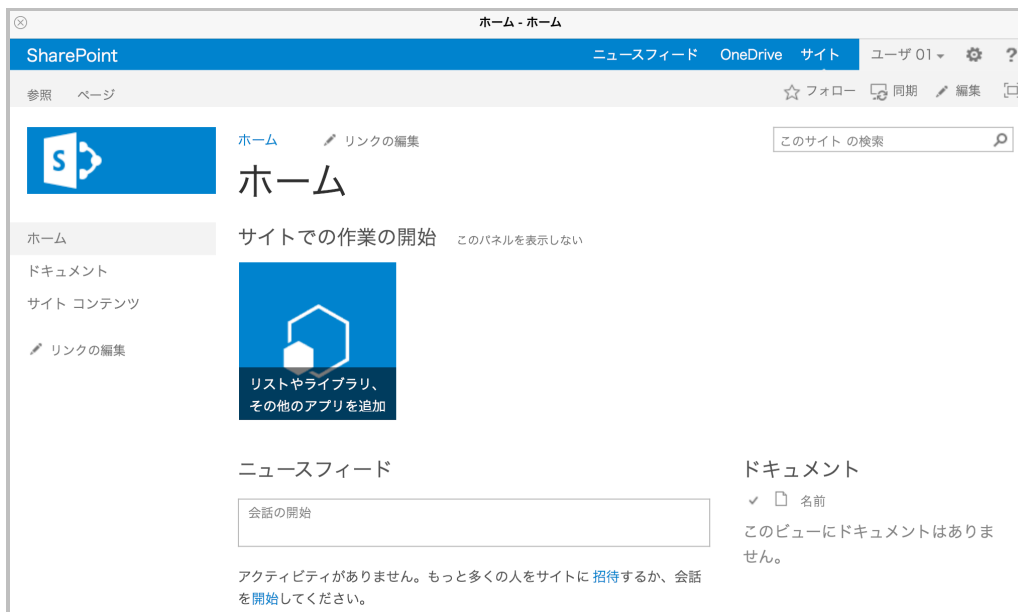 ホーム - ホーム
SharePoint
ニュースフィード OneDrive サイト ユーザ 01 ?
参照 ページ
フォロー 同期 編集
S
ホーム リンクの編集
このサイト の検索
ホーム
ホーム
ドキュメント
サイト コンテンツ
リンクの編集
サイトでの作業の開始 このパネルを表示しない
リストやライブラリ、
その他のアプリを追加
ニュースフィード
会話の開始
アクティビティがありません。もっと多くの人をサイトに 招待するか、会話
を開始してください。
ドキュメント
名前
このビューにドキュメントはありま
せん。